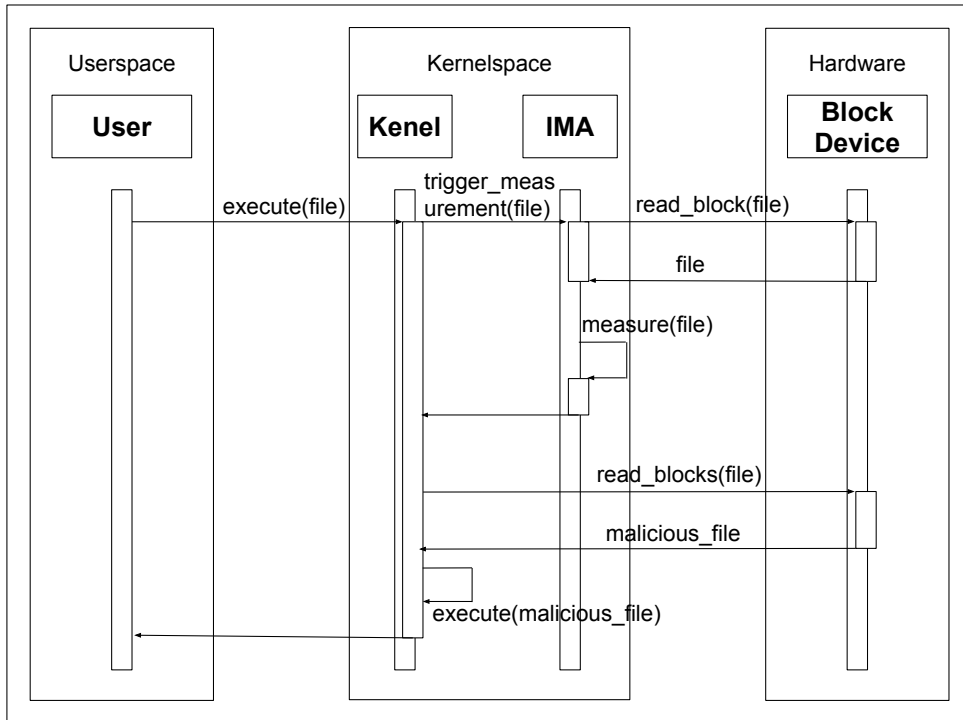 Userspace
Kernelspace
Hardware
User
Kenel
IMA
Block
Device
execute(file)
trigger_meas
urement(file)
read_block(file)
file
measure(file)
read_blocks(file)
malicious_file
execute(malicious_file)